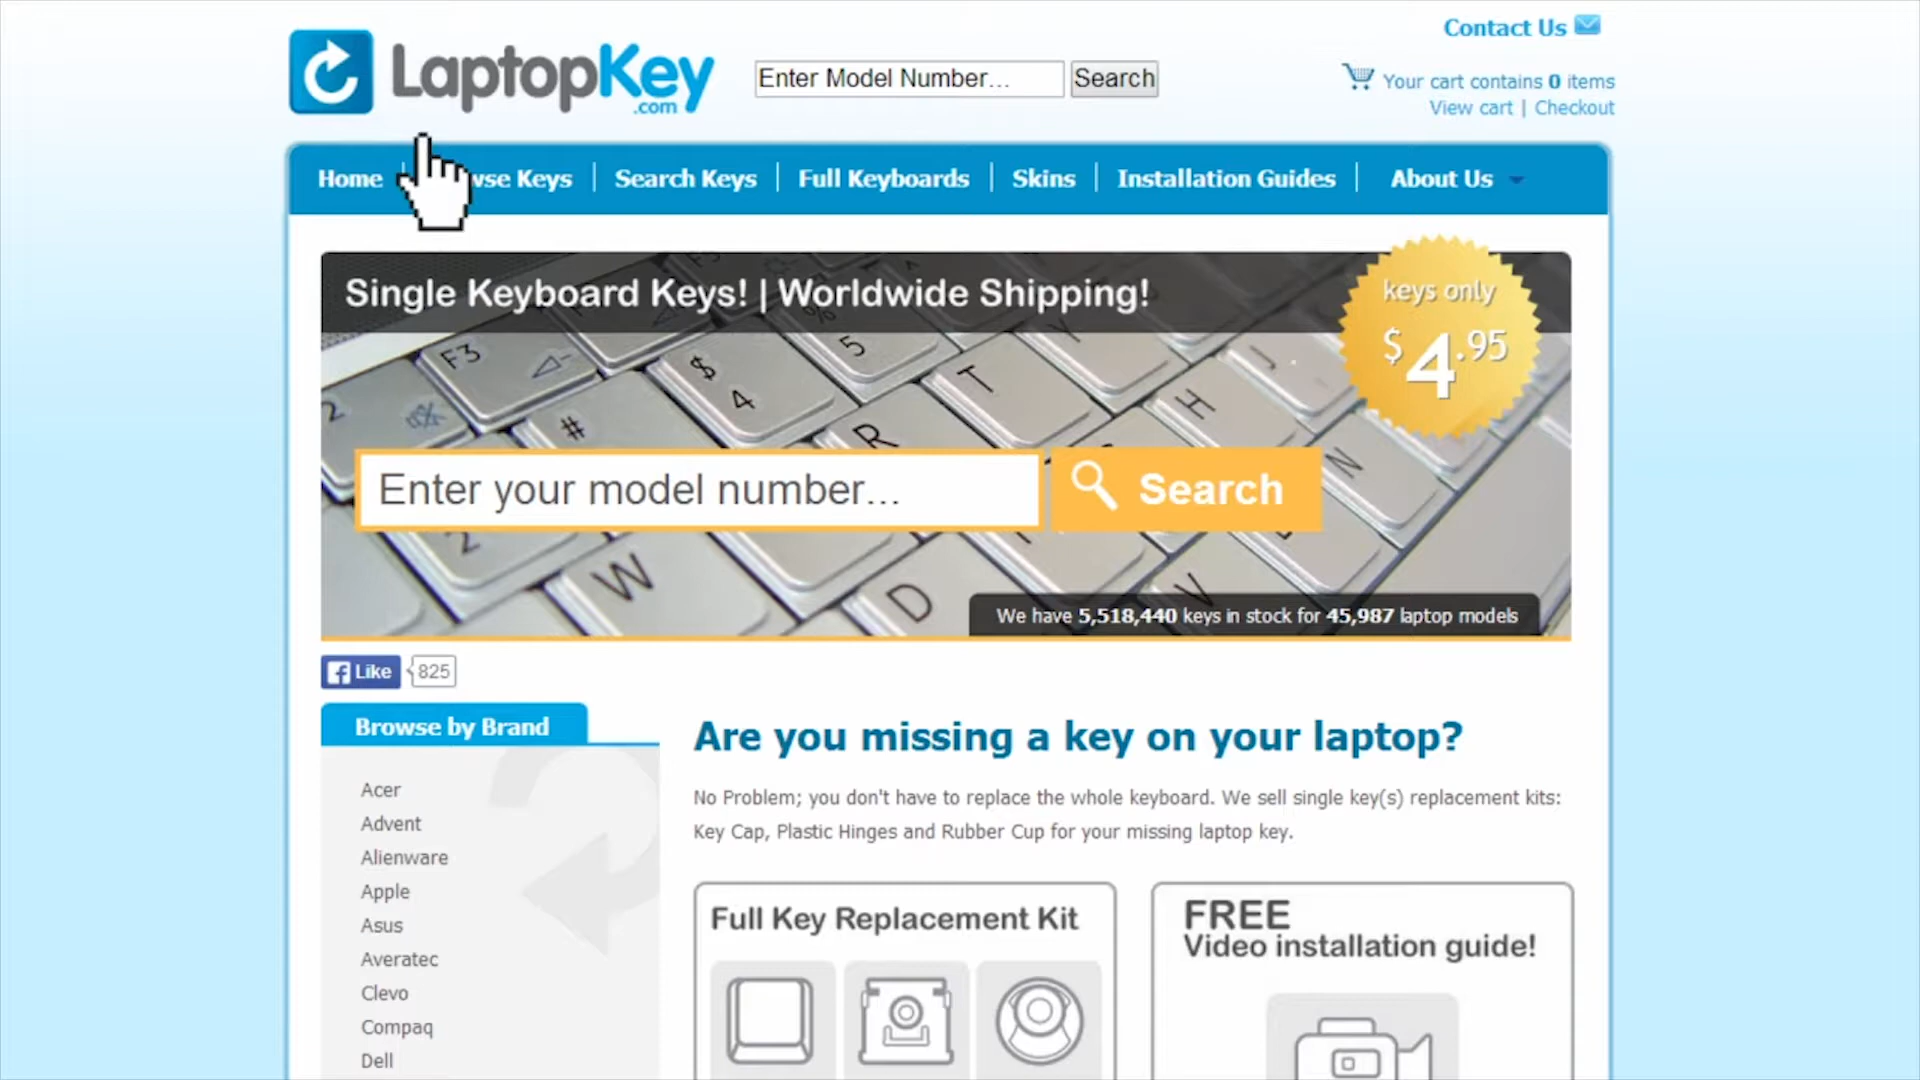 Contact Us
LaptopKey
.com
Enter Model Number...
Search
Your cart contains 0 items
View cart | Checkout
Home
wse Keys
Search Keys
Full Keyboards
Skins
Installation Guides
About Us
Single Keyboard Keys! | Worldwide Shipping!
keys only
$4.95
F3
5
$
4
T
2
#
R
H
N
Enter your model number...
Search
2
W
D
V
We have 5,518,440 keys in stock for 45,987 laptop models
Like
825
Browse by Brand
Acer
Advent
Alienware
Apple
Asus
Averatec
Clevo
Compaq
Dell
Are you missing a key on your laptop?
No Problem; you don't have to replace the whole keyboard. We sell single key(s) replacement kits:
Key Cap, Plastic Hinges and Rubber Cup for your missing laptop key.
Full Key Replacement Kit
FREE
Video installation guide!